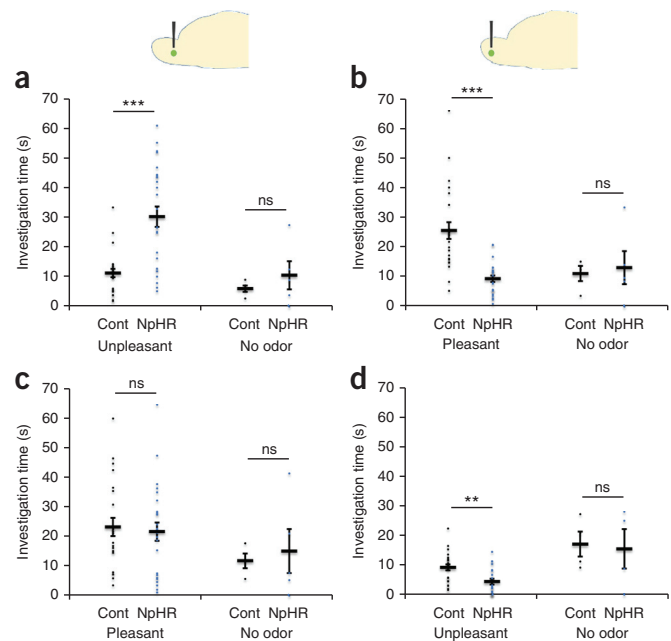 a
Investigation time (s)
70
60
50
40
30
20
10
0
***
ns
Cont NpHR Cont NpHR
Unpleasant No odor
b
Investigation time (s)
70
60
50
40
30
20
10
0
***
ns
Cont NpHR Cont NpHR
Pleasant No odor
c
Investigation time (s)
70
60
50
40
30
20
10
0
ns
ns
Cont NpHR Cont NpHR
Pleasant No odor
d
Investigation time (s)
70
60
50
40
30
20
10
0
**
ns
Cont NpHR Cont NpHR
Unpleasant No odor